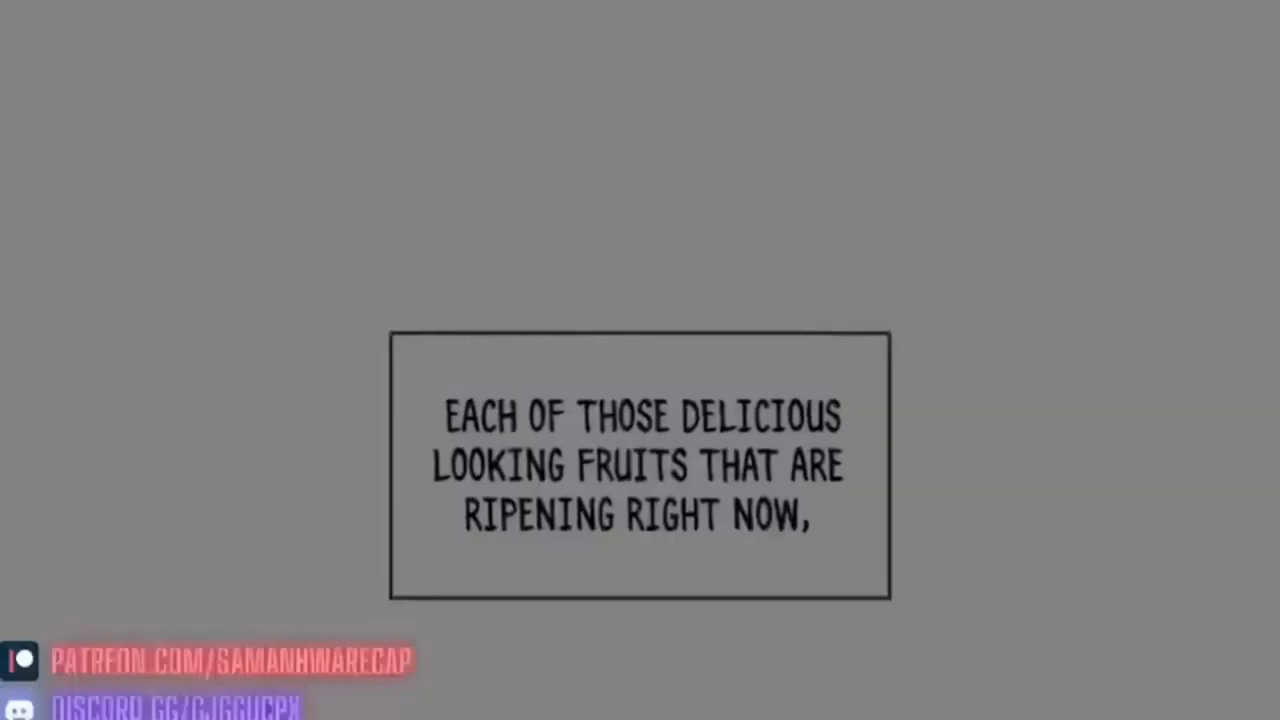 EACH OF THOSE DELICIOUS
LOOKING FRUITS THAT ARE
RIPENING RIGHT NOW,
PATREON.COM/SAMANHWARECAP